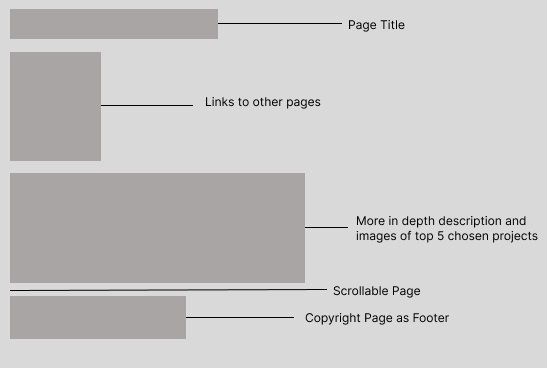 Page Title
Links to other pages
More in depth description and
images of top 5 chosen projects
Scrollable Page
Copyright Page as Footer